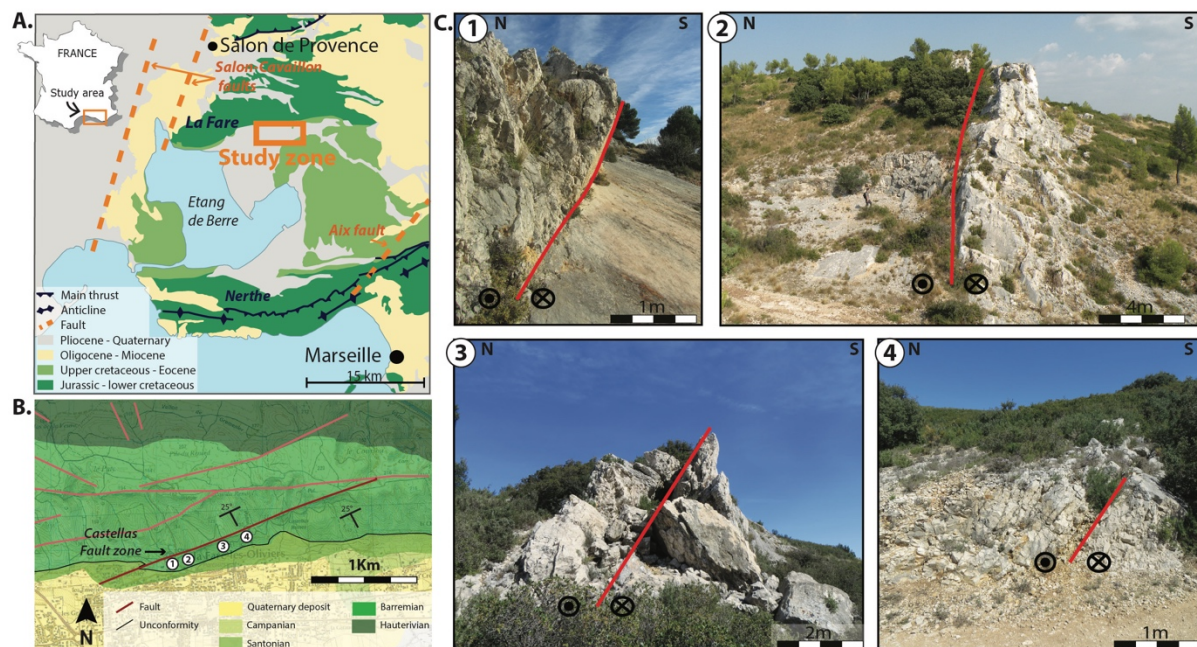 A.
FRANCE
Study area
Salon de Provence
Salon-Cavaillon
faults
La Fare
Study zone
Etang
de Berre
Aix fault
Nerthe
Marseille
15 km
Main thrust
Anticline
Fault
Pliocene - Quaternary
Oligocene - Miocene
Upper cretaceous - Eocene
Jurassic - lower cretaceous
B.
25°
25°
Castellas
Fault zone
1
2
3
4
1Km
N
Fault
Unconformity
Quaternary deposit
Campanian
Santonian
Barremian
Hauterivian
C.
1
N
S
1m
2
N
S
4m
3
N
S
2m
4
N
S
1m